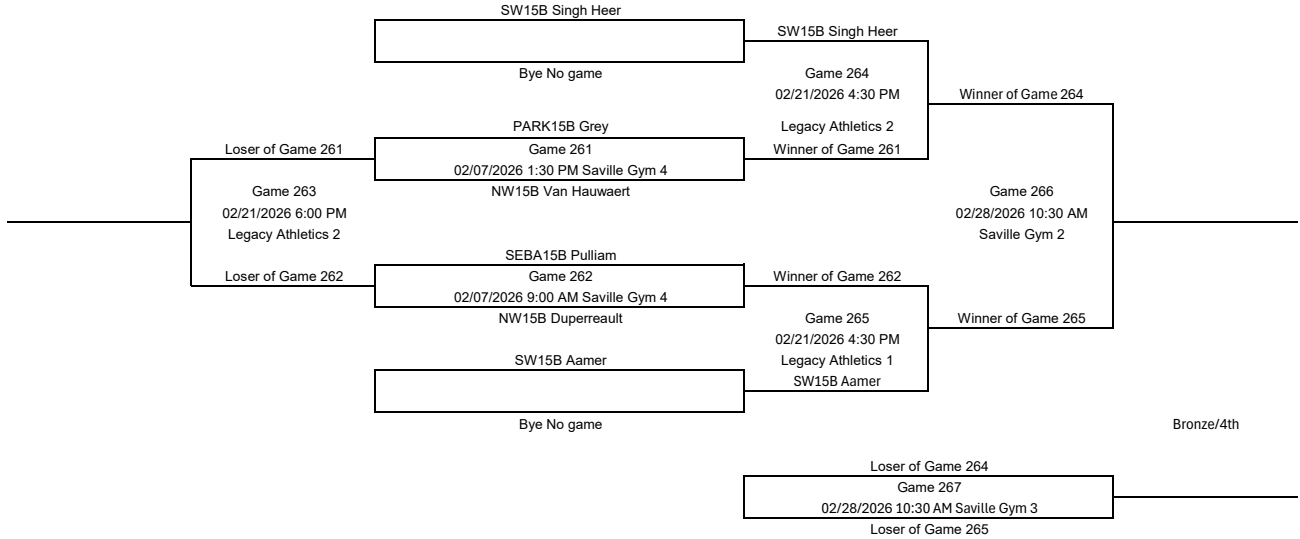 SW15B Singh Heer
SW15B Singh Heer
Bye No game
Game 264
02/21/2026 4:30 PM
Winner of Game 264
PARK15B Grey
Legacy Athletics 2
Loser of Game 261
Game 261
Winner of Game 261
02/07/2026 1:30 PM Saville Gym 4
Game 263
NW15B Van Hauwaert
Game 266
02/21/2026 6:00 PM
02/28/2026 10:30 AM
Legacy Athletics 2
Saville Gym 2
SEBA15B Pulliam
Loser of Game 262
Game 262
Winner of Game 262
02/07/2026 9:00 AM Saville Gym 4
NW15B Duperreault
Game 265
Winner of Game 265
02/21/2026 4:30 PM
SW15B Aamer
Legacy Athletics 1
SW15B Aamer
Bye No game
Bronze/4th
Loser of Game 264
Game 267
02/28/2026 10:30 AM Saville Gym 3
Loser of Game 265